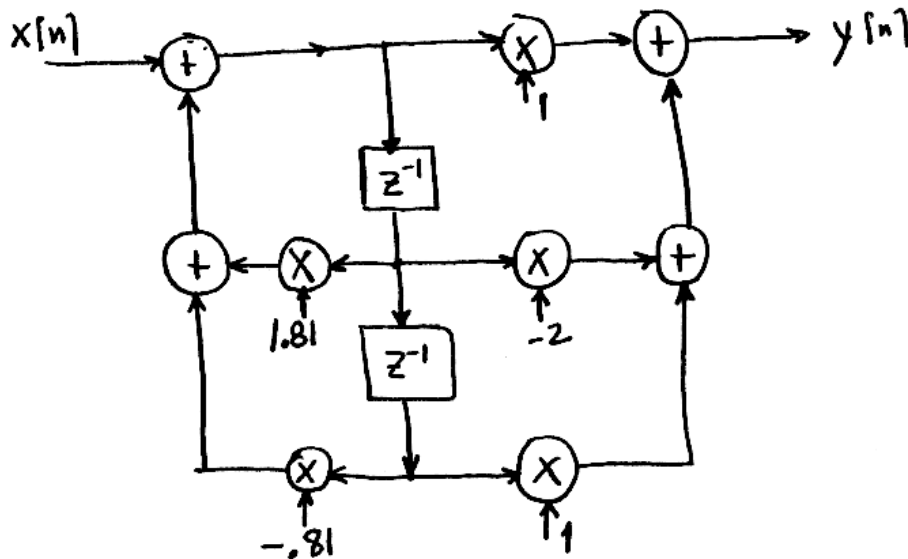 x[n] + × + y[n]
1
z⁻¹
+ × × +
1.81 -2
z⁻¹
× ×
-.81 1